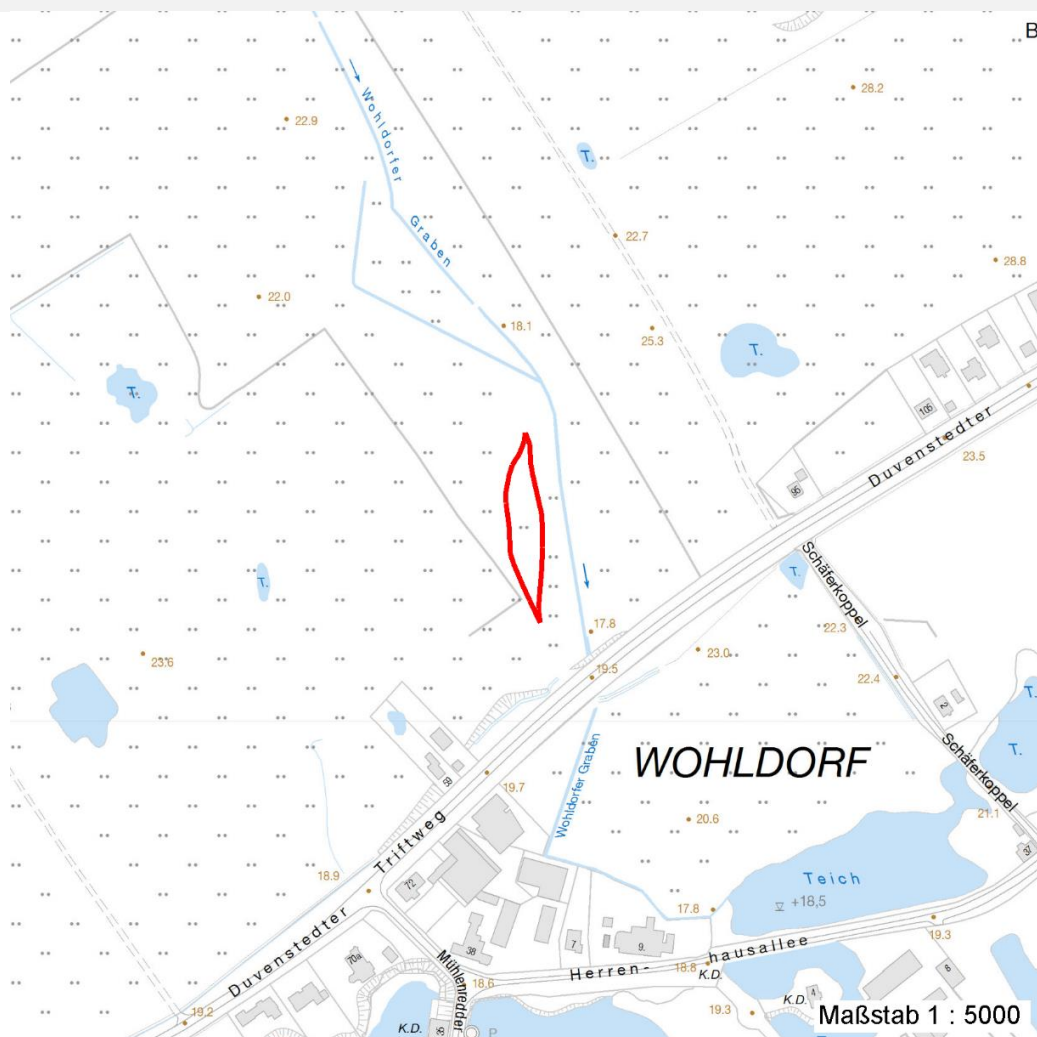 B
28.2
Wohldorfer
22.9
T.
Graben
22.7
28.8
22.0
18.1
25.3
T.
T.
105
Duvenstedter
23.5
95
T.
T.
Schäferkoppel
17.8
22.3
23.6
23.0
19.5
22.4
2
T.
Wohldorfer Graben
WOHLDORF
Schäferkoppel
T.
59
19.7
21.1
20.6
Triftweg
37
18.9
72
Teich
+18,5
17.8
19.3
Duvenstedter
38
7
9
hausallee
70a
Mühlenredder
Herren-
18.8
K.D.
8
18.6
4
K.D.
19.2
19.3
K.D.
35
P
Maßstab 1 : 5000